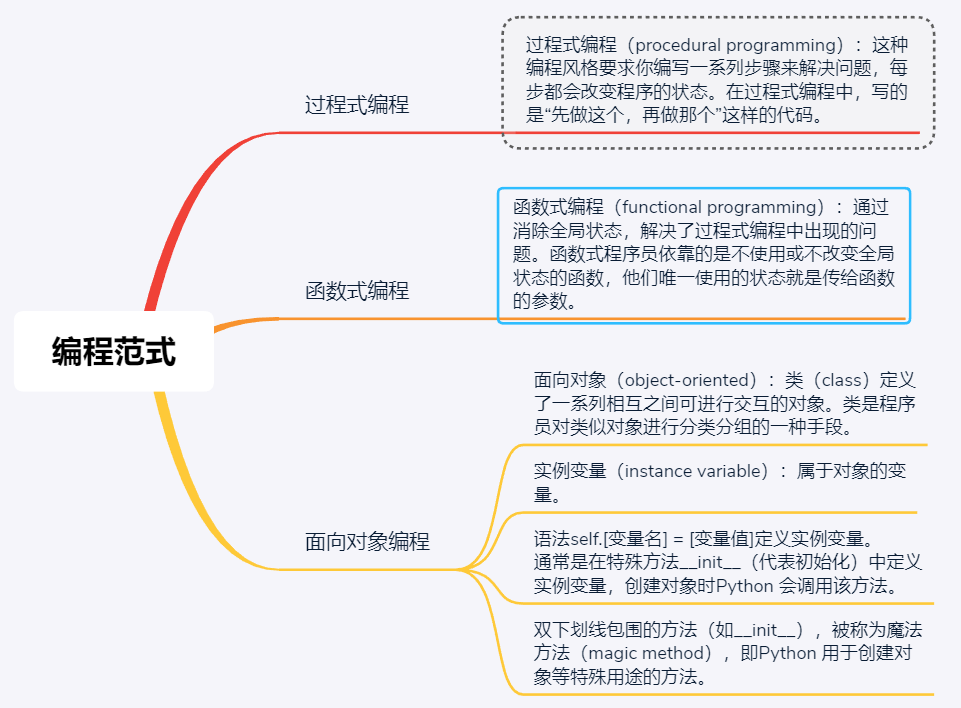 过程式编程（procedural programming）：这种
编程风格要求你编写一系列步骤来解决问题，每
步都会改变程序的状态。在过程式编程中，写的
是“先做这个，再做那个”这样的代码。
过程式编程
函数式编程（functional programming）：通过
消除全局状态，解决了过程式编程中出现的问
题。函数式程序员依靠的是不使用或不改变全局
状态的函数，他们唯一使用的状态就是传给函数
的参数。
函数式编程
编程范式
面向对象（object-oriented）：类（class）定义
了一系列相互之间可进行交互的对象。类是程序
员对类似对象进行分类分组的一种手段。
实例变量（instance variable）：属于对象的变
量。
面向对象编程
语法self.[变量名] = [变量值]定义实例变量。
通常是在特殊方法__init__（代表初始化）中定义
实例变量，创建对象时Python 会调用该方法。
双下划线包围的方法（如__init__），被称为魔法
方法（magic method），即Python 用于创建对
象等特殊用途的方法。